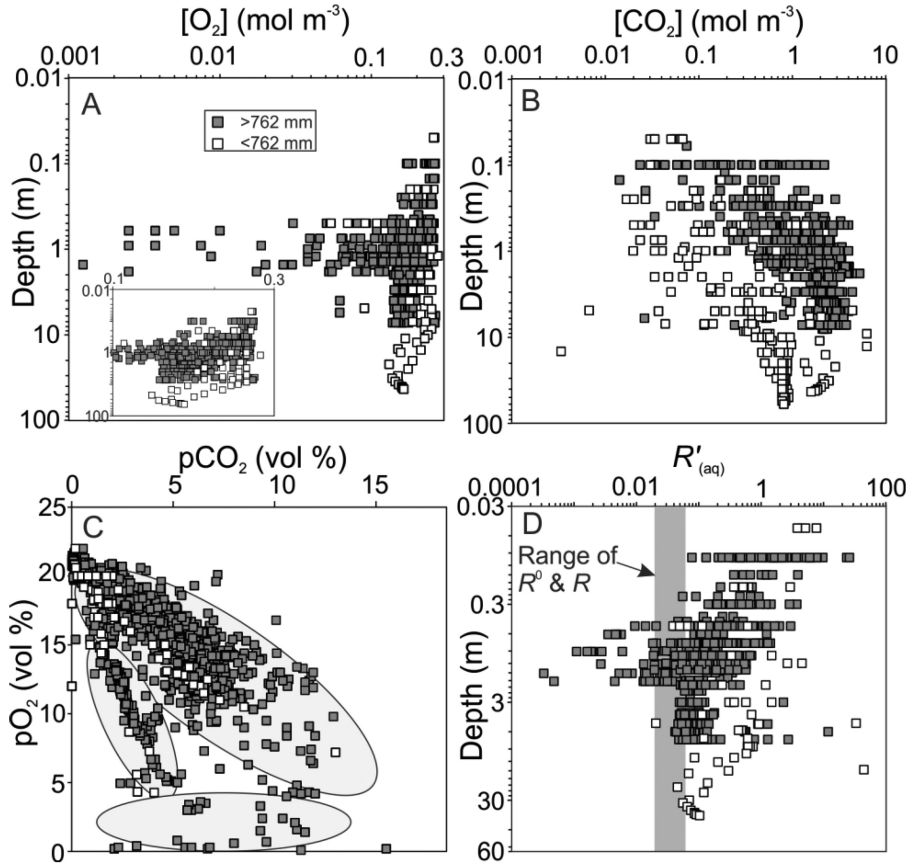 [O₂] (mol m⁻³)
0.001 0.01 0.1 0.3
0.01
0.1
1
10
100
Depth (m)
A
>762 mm
<762 mm
0.1 0.3
0.01
1
100
[CO₂] (mol m⁻³)
0.001 0.01 0.1 1 10
0.01
0.1
1
10
100
Depth (m)
B
pCO₂ (vol %)
0 5 10 15
25
20
15
10
5
0
pO₂ (vol %)
C
R′(aq)
0.0001 0.01 1 100
0.03
0.3
3
30
60
Depth (m)
D
Range of
R⁰ & R